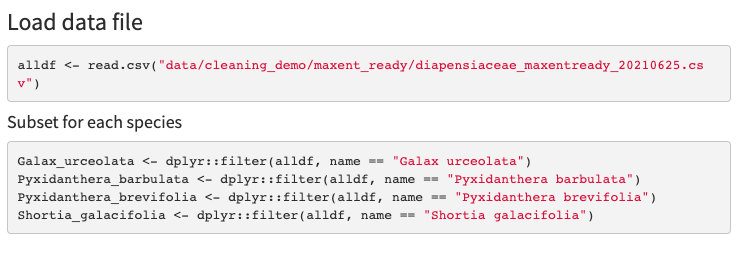 Load data file
alldf <- read.csv("data/cleaning_demo/maxent_ready/diapensiaceae_maxentready_20210625.cs
v")
Subset for each species
Galax_urceolata <- dplyr::filter(alldf, name == "Galax urceolata")
Pyxidanthera_barbulata <- dplyr::filter(alldf, name == "Pyxidanthera barbulata")
Pyxidanthera_brevifolia <- dplyr::filter(alldf, name == "Pyxidanthera brevifolia")
Shortia_galacifolia <- dplyr::filter(alldf, name == "Shortia galacifolia")